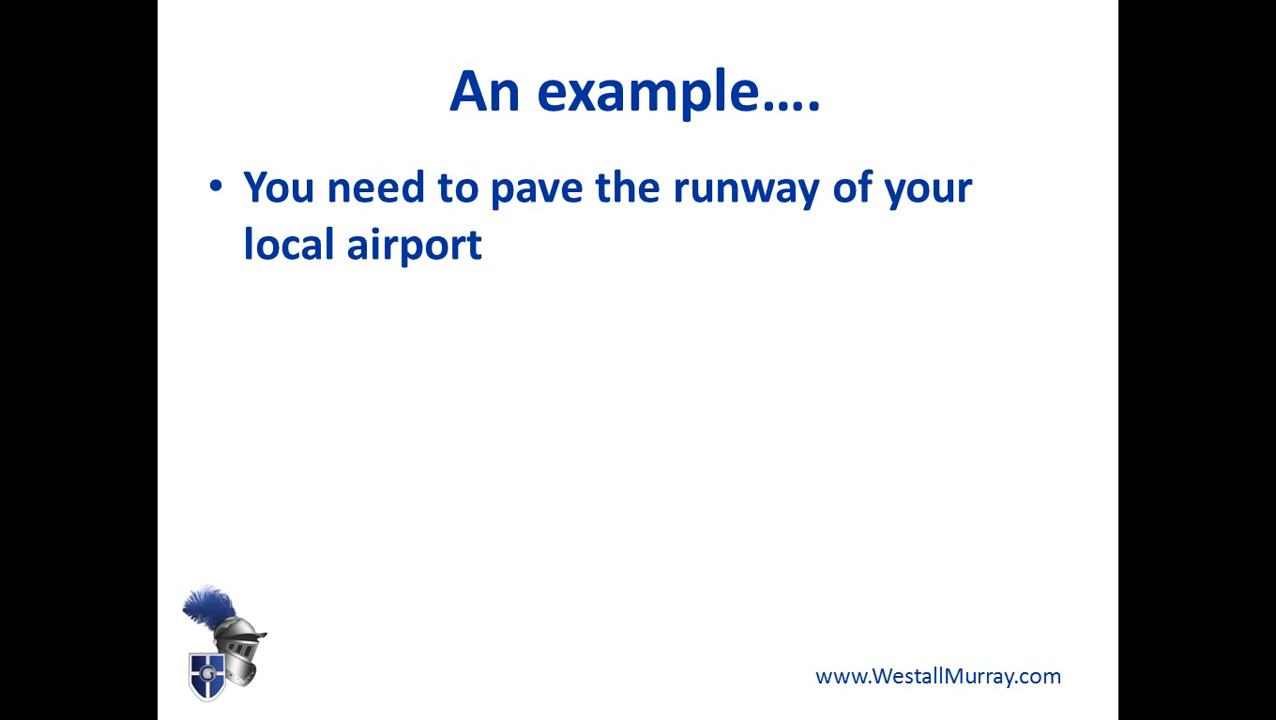 An example....
• You need to pave the runway of your
local airport
www.WestallMurray.com